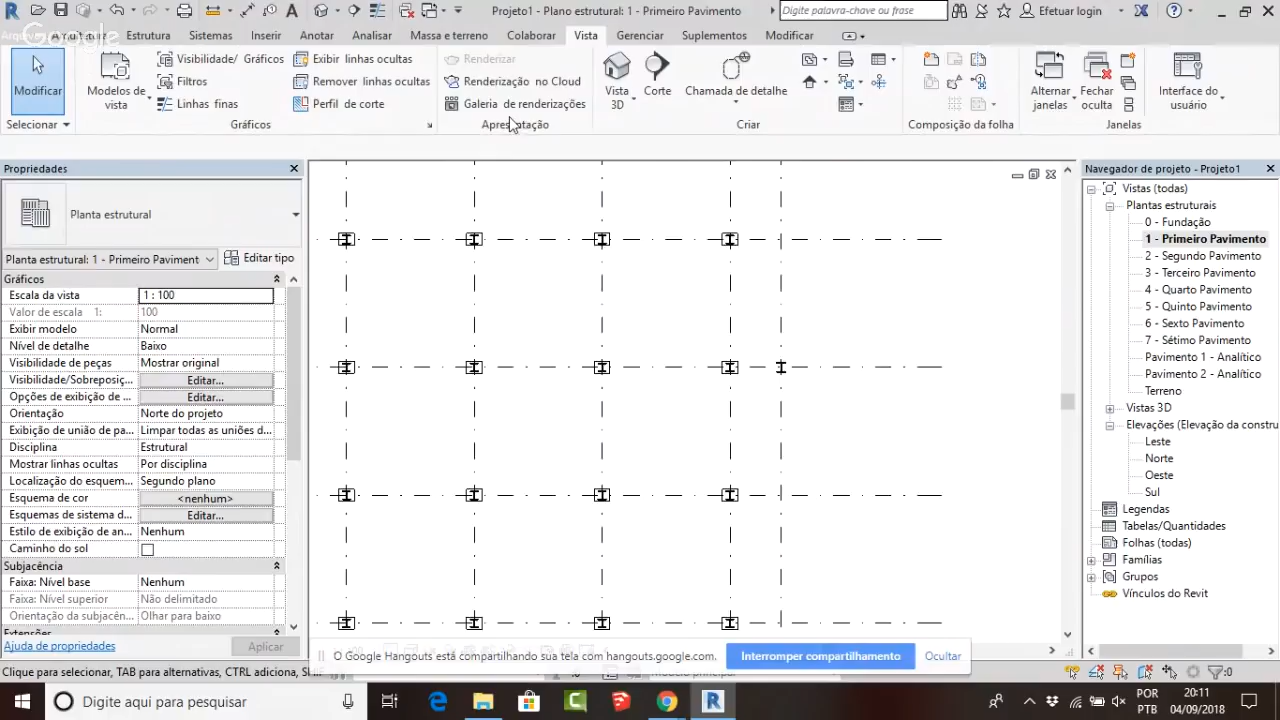 Projeto1 - Plano estrutural: 1 - Primeiro Pavimento
Digite palavra-chave ou frase
Efetuar login
Google
Estrutura
Sistemas
Inserir
Anotar
Analisar
Massa e terreno
Colaborar
Vista
Gerenciar
Suplementos
Modificar
Modificar
Selecionar
Modelos de vista
Visibilidade/ Gráficos
Filtros
Linhas finas
Exibir linhas ocultas
Remover linhas ocultas
Perfil de corte
Gráficos
Renderizar
Renderização no Cloud
Galeria de renderizações
Apresentação
Vista 3D
Corte
Chamada de detalhe
Criar
Composição da folha
Alternar janelas
Fechar oculta
Janelas
Interface do usuário
Propriedades
Planta estrutural
Planta estrutural: 1 - Primeiro Paviment
Editar tipo
Gráficos
Escala da vista 1 : 100
Valor de escala 1: 100
Exibir modelo Normal
Nível de detalhe Baixo
Visibilidade de peças Mostrar original
Visibilidade/Sobreposiç... Editar...
Opções de exibição de ... Editar...
Orientação Norte do projeto
Exibição de união de pa... Limpar todas as uniões d...
Disciplina Estrutural
Mostrar linhas ocultas Por disciplina
Localização do esquem... Segundo plano
Esquema de cor <nenhum>
Esquemas de sistema d... Editar...
Estilo de exibição de an... Nenhum
Caminho do sol
Subjacência
Faixa: Nível base Nenhum
Faixa: Nível superior Não delimitado
Orientação da subjacên... Olhar para baixo
Extensões
Ajuda de propriedades
Aplicar
Navegador de projeto - Projeto1
Vistas (todas)
Plantas estruturais
0 - Fundação
1 - Primeiro Pavimento
2 - Segundo Pavimento
3 - Terceiro Pavimento
4 - Quarto Pavimento
5 - Quinto Pavimento
6 - Sexto Pavimento
7 - Sétimo Pavimento
Pavimento 1 - Analítico
Pavimento 2 - Analítico
Terreno
Vistas 3D
Elevações (Elevação da constru
Leste
Norte
Oeste
Sul
Legendas
Tabelas/Quantidades
Folhas (todas)
Famílias
Grupos
Vínculos do Revit
O Google Hangouts está compartilhando sua tela com hangouts.google.com.
Interromper compartilhamento
Ocultar
Clique para selecionar, TAB para alternativas, CTRL adiciona, S
:0
Digite aqui para pesquisar
POR
PTB
20:11
04/09/2018